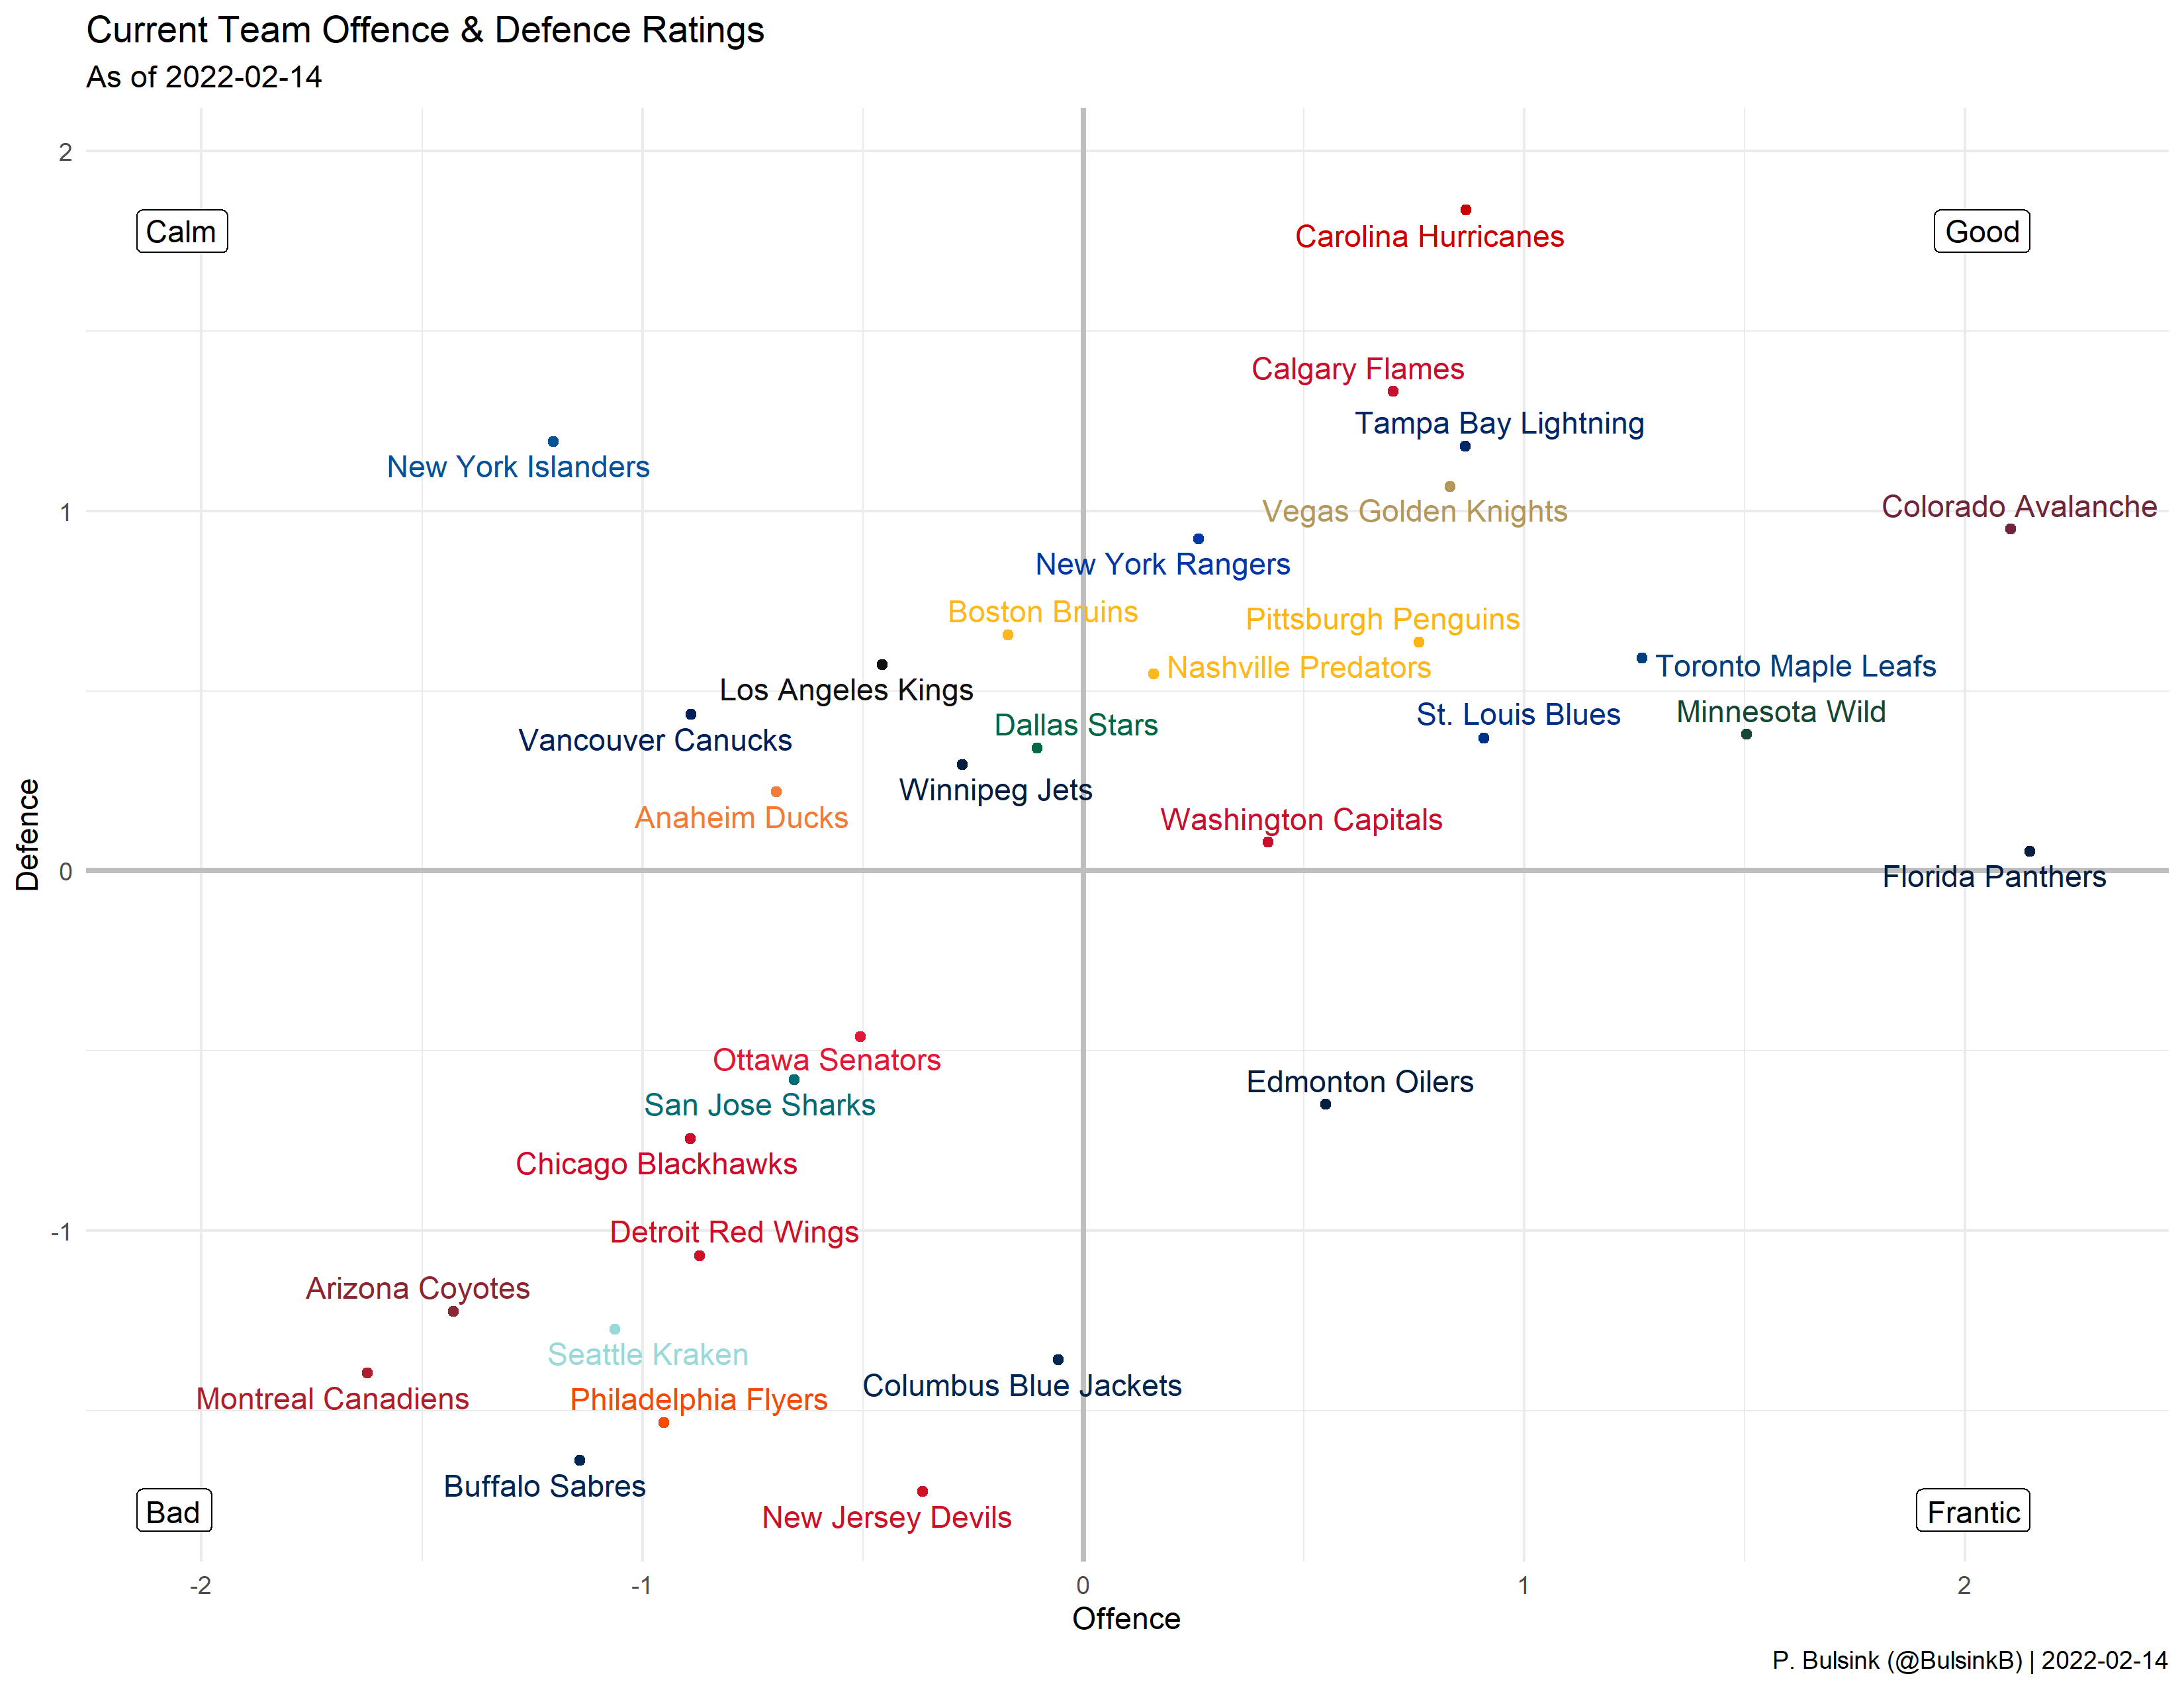 Current Team Offence & Defence Ratings
As of 2022-02-14
2
Calm
Good
Carolina Hurricanes
Calgary Flames
Tampa Bay Lightning
New York Islanders
1
Vegas Golden Knights
Colorado Avalanche
New York Rangers
Boston Bruins
Pittsburgh Penguins
Nashville Predators
Toronto Maple Leafs
Los Angeles Kings
Minnesota Wild
St. Louis Blues
Dallas Stars
Vancouver Canucks
Winnipeg Jets
Anaheim Ducks
Washington Capitals
Defence
0
Florida Panthers
Ottawa Senators
Edmonton Oilers
San Jose Sharks
Chicago Blackhawks
-1
Detroit Red Wings
Arizona Coyotes
Seattle Kraken
Columbus Blue Jackets
Montreal Canadiens
Philadelphia Flyers
Buffalo Sabres
New Jersey Devils
Bad
Frantic
-2
-1
0
1
2
Offence
P. Bulsink (@BulsinkB) | 2022-02-14